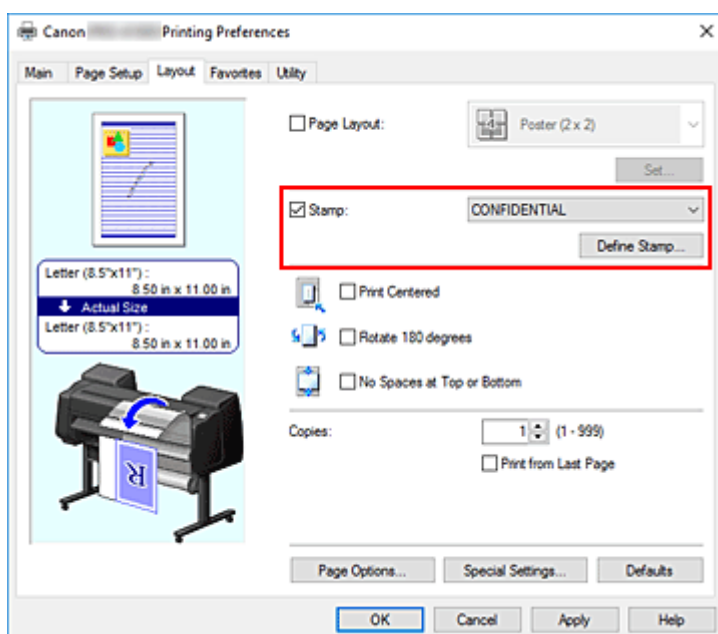 Canon Printing Preferences
Main Page Setup Layout Favorites Utility
Page Layout: Poster (2 x 2)
Set...
Stamp: CONFIDENTIAL
Define Stamp...
Letter (8.5"x11") :
8.50 in x 11.00 in
Actual Size
Letter (8.5"x11") :
8.50 in x 11.00 in
Print Centered
Rotate 180 degrees
No Spaces at Top or Bottom
Copies: 1 (1 - 999)
Print from Last Page
Page Options... Special Settings... Defaults
OK Cancel Apply Help